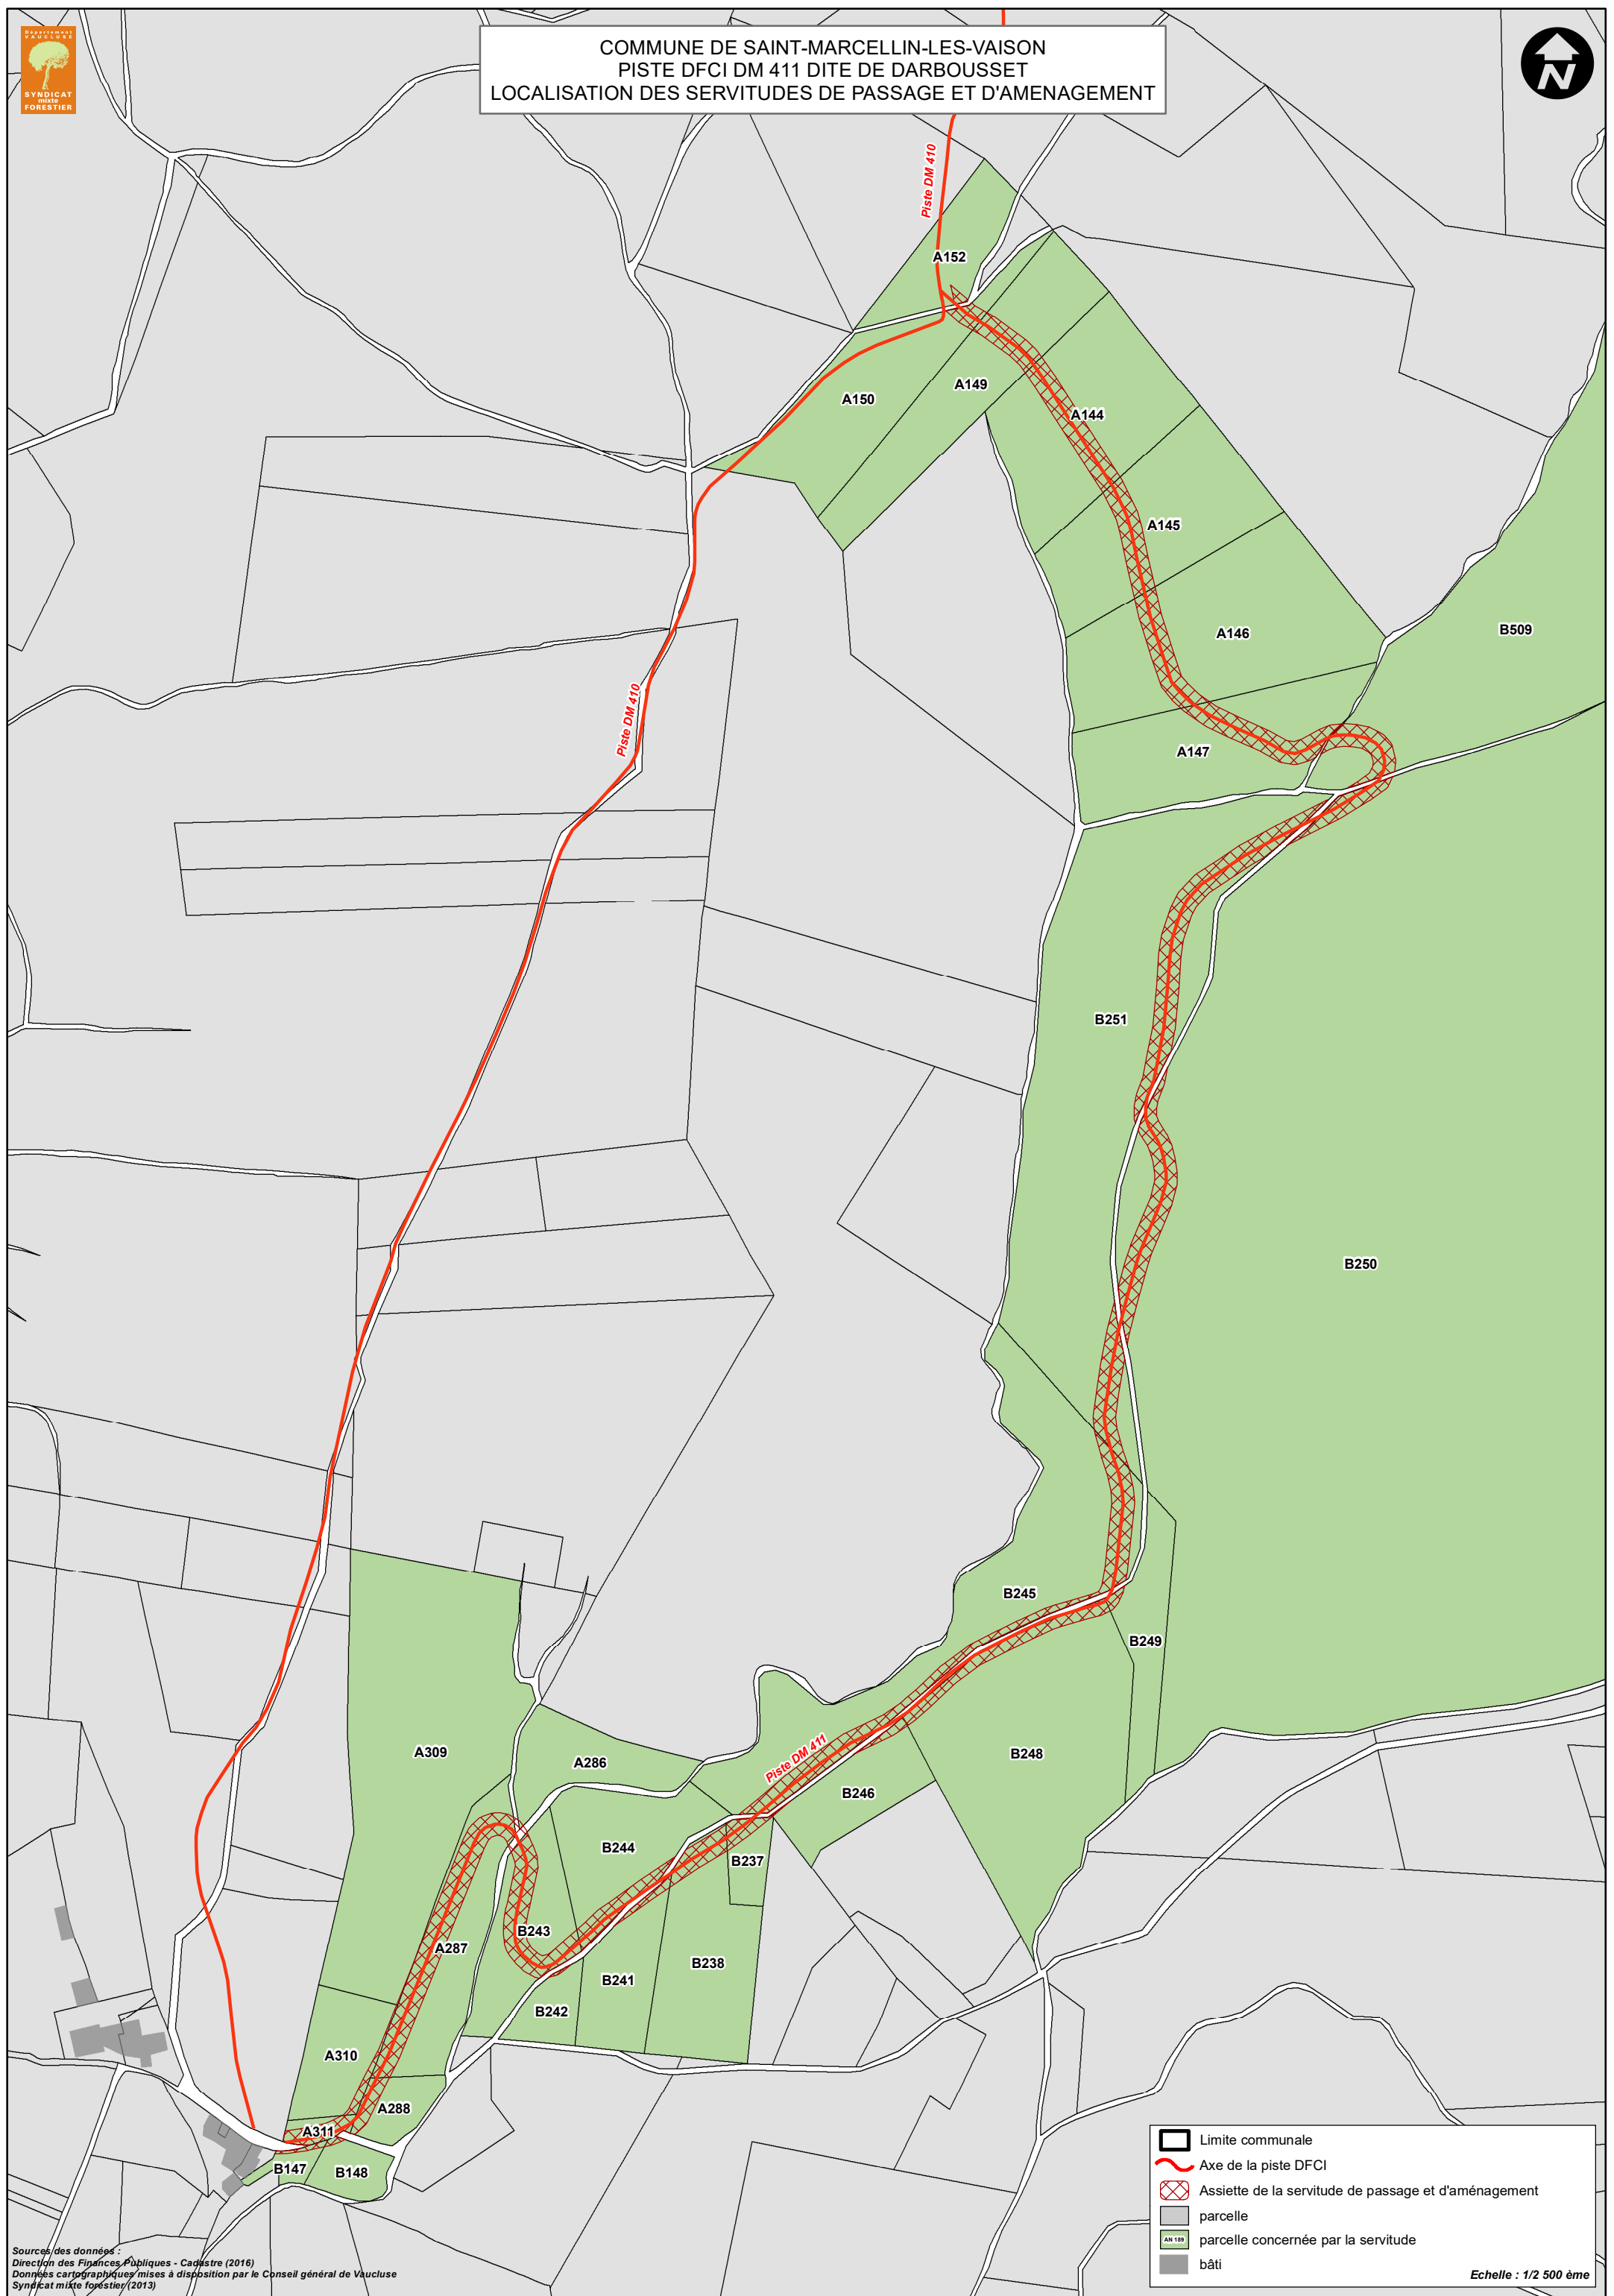 Département
VAUCLUSE
SYNDICAT
mixte
FORESTIER
COMMUNE DE SAINT-MARCELLIN-LES-VAISON
PISTE DFCI DM 411 DITE DE DARBOUSSET
LOCALISATION DES SERVITUDES DE PASSAGE ET D'AMENAGEMENT
N
Piste DM 410
A152
A149
A150
A144
A145
A146
B509
Piste DM 410
A147
B251
B250
B245
B249
A309
A286
Piste DM 411
B248
B246
B244
B237
B243
A287
B238
B241
B242
A310
A288
A311
B147
B148
Limite communale
Axe de la piste DFCI
Assiette de la servitude de passage et d'aménagement
parcelle
AN 189 parcelle concernée par la servitude
bâti
Echelle : 1/2 500 ème
Sources des données :
Direction des Finances Publiques - Cadastre (2016)
Données cartographiques mises à disposition par le Conseil général de Vaucluse
Syndicat mixte forestier (2013)